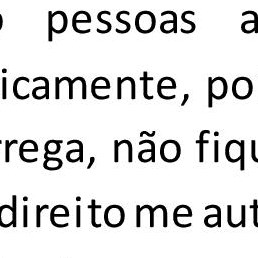 o pessoas a
icamente, po
rega, não fiqu
direito me aut